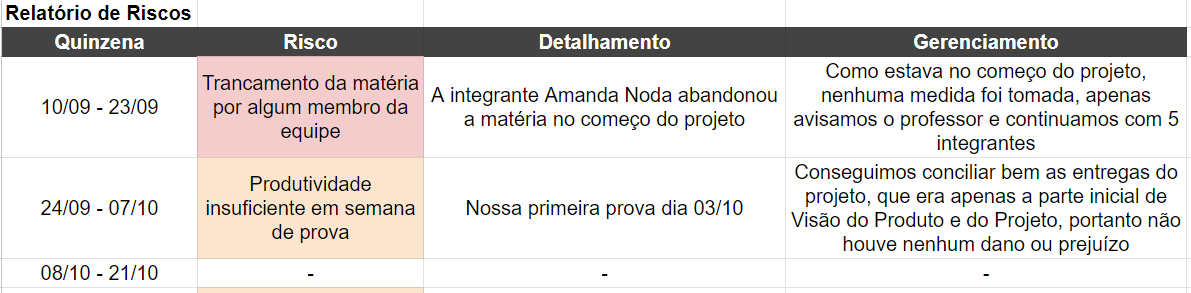 Relatório de Riscos
Quinzena Risco Detalhamento Gerenciamento
10/09 - 23/09
Trancamento da matéria
por algum membro da
equipe
A integrante Amanda Noda abandonou
a matéria no começo do projeto
Como estava no começo do projeto,
nenhuma medida foi tomada, apenas
avisamos o professor e continuamos com 5
integrantes
24/09 - 07/10
Produtividade
insuficiente em semana
de prova
Nossa primeira prova dia 03/10
Conseguimos conciliar bem as entregas do
projeto, que era apenas a parte inicial de
Visão do Produto e do Projeto, portanto não
houve nenhum dano ou prejuízo
08/10 - 21/10 - - -